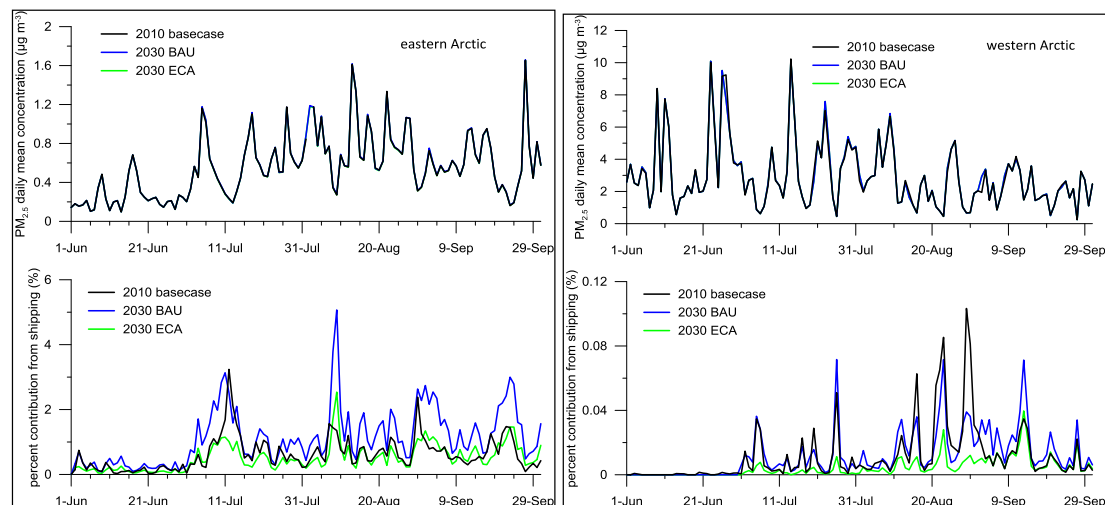 PM2.5 daily mean concentration (µg m-3)
2
1.6
1.2
0.8
0.4
0
2010 basecase
2030 BAU
2030 ECA
eastern Arctic
1-Jun
21-Jun
11-Jul
31-Jul
20-Aug
9-Sep
29-Sep
percent contribution from shipping (%)
6
4
2
0
2010 basecase
2030 BAU
2030 ECA
1-Jun
21-Jun
11-Jul
31-Jul
20-Aug
9-Sep
29-Sep
PM2.5 daily mean concentration (µg m-3)
12
10
8
6
4
2
0
2010 basecase
2030 BAU
2030 ECA
western Arctic
1-Jun
21-Jun
11-Jul
31-Jul
20-Aug
9-Sep
29-Sep
percent contribution from shipping (%)
0.12
0.08
0.04
0
2010 basecase
2030 BAU
2030 ECA
1-Jun
21-Jun
11-Jul
31-Jul
20-Aug
9-Sep
29-Sep